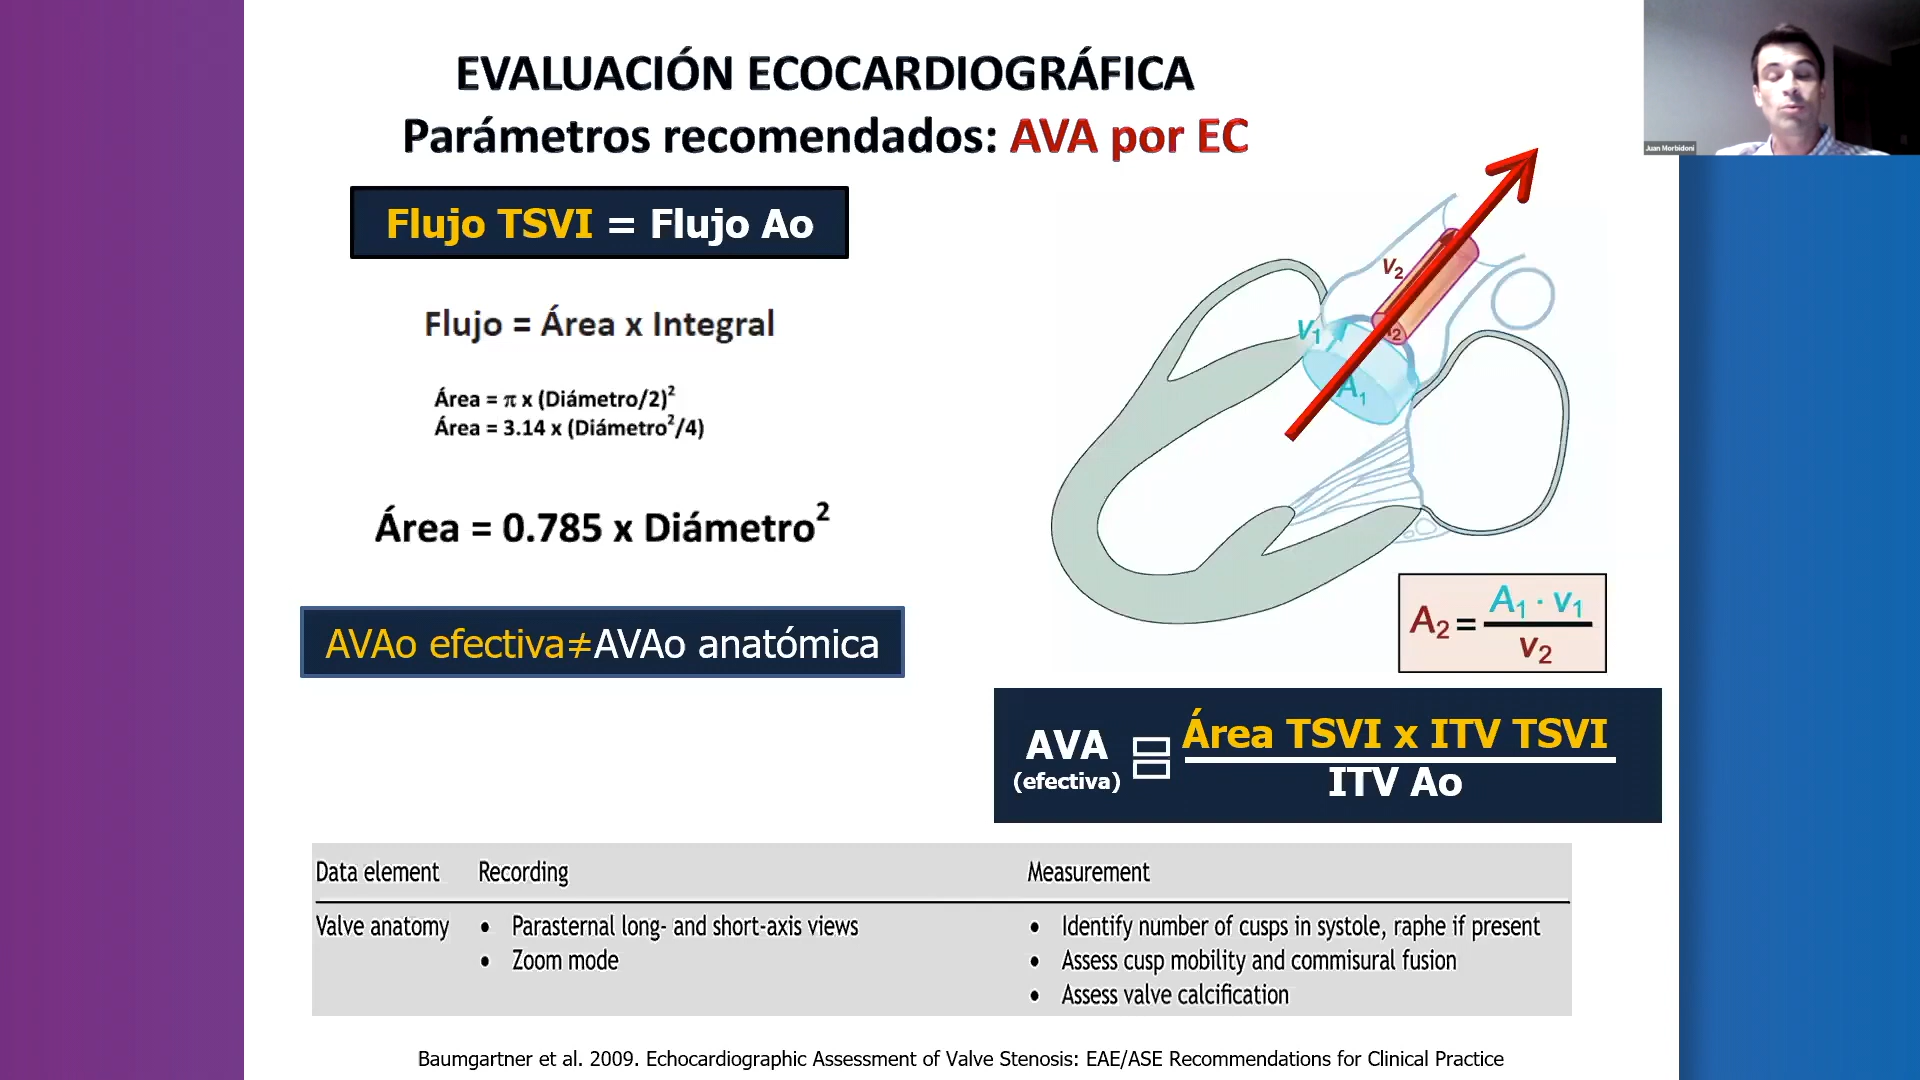 EVALUACIÓN ECOCARDIOGRÁFICA
Parámetros recomendados: AVA por EC
Juan Morbidoni
Flujo TSVI = Flujo Ao
Flujo = Área x Integral
Área = π x (Diámetro/2)²
Área = 3.14 x (Diámetro²/4)
Área = 0.785 x Diámetro²
AVAo efectiva≠AVAo anatómica
V₂
V₁
₂
A₁
A₂ = A₁ · v₁
v₂
AVA
(efectiva)
Área TSVI x ITV TSVI
ITV Ao
Data element Recording Measurement
Valve anatomy • Parasternal long- and short-axis views • Identify number of cusps in systole, raphe if present
• Zoom mode • Assess cusp mobility and commisural fusion
• Assess valve calcification
Baumgartner et al. 2009. Echocardiographic Assessment of Valve Stenosis: EAE/ASE Recommendations for Clinical Practice